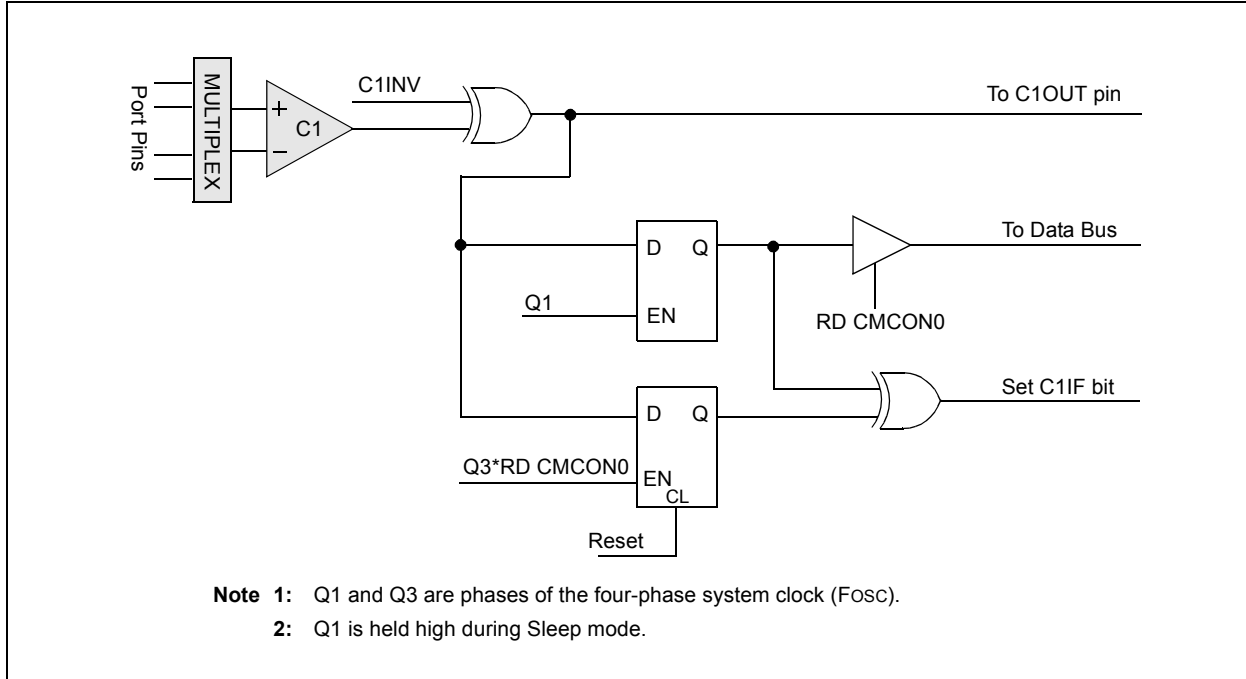 Port Pins
MULTIPLEX
+
–
C1
C1INV
To C1OUT pin
D Q
Q1
EN
To Data Bus
RD CMCON0
Set C1IF bit
D Q
Q3*RD CMCON0
EN
CL
Reset
Note 1: Q1 and Q3 are phases of the four-phase system clock (FOSC).
2: Q1 is held high during Sleep mode.